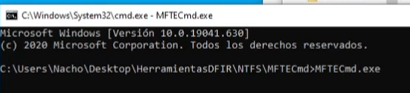 C:\Windows\System32\cmd.exe - MFTECmd.exe
Microsoft Windows [Versión 10.0.19041.630]
(c) 2020 Microsoft Corporation. Todos los derechos reservados.
C:\Users\Nacho\Desktop\HerramientasDFIR\NTFS\MFTECmd>MFTECmd.exe